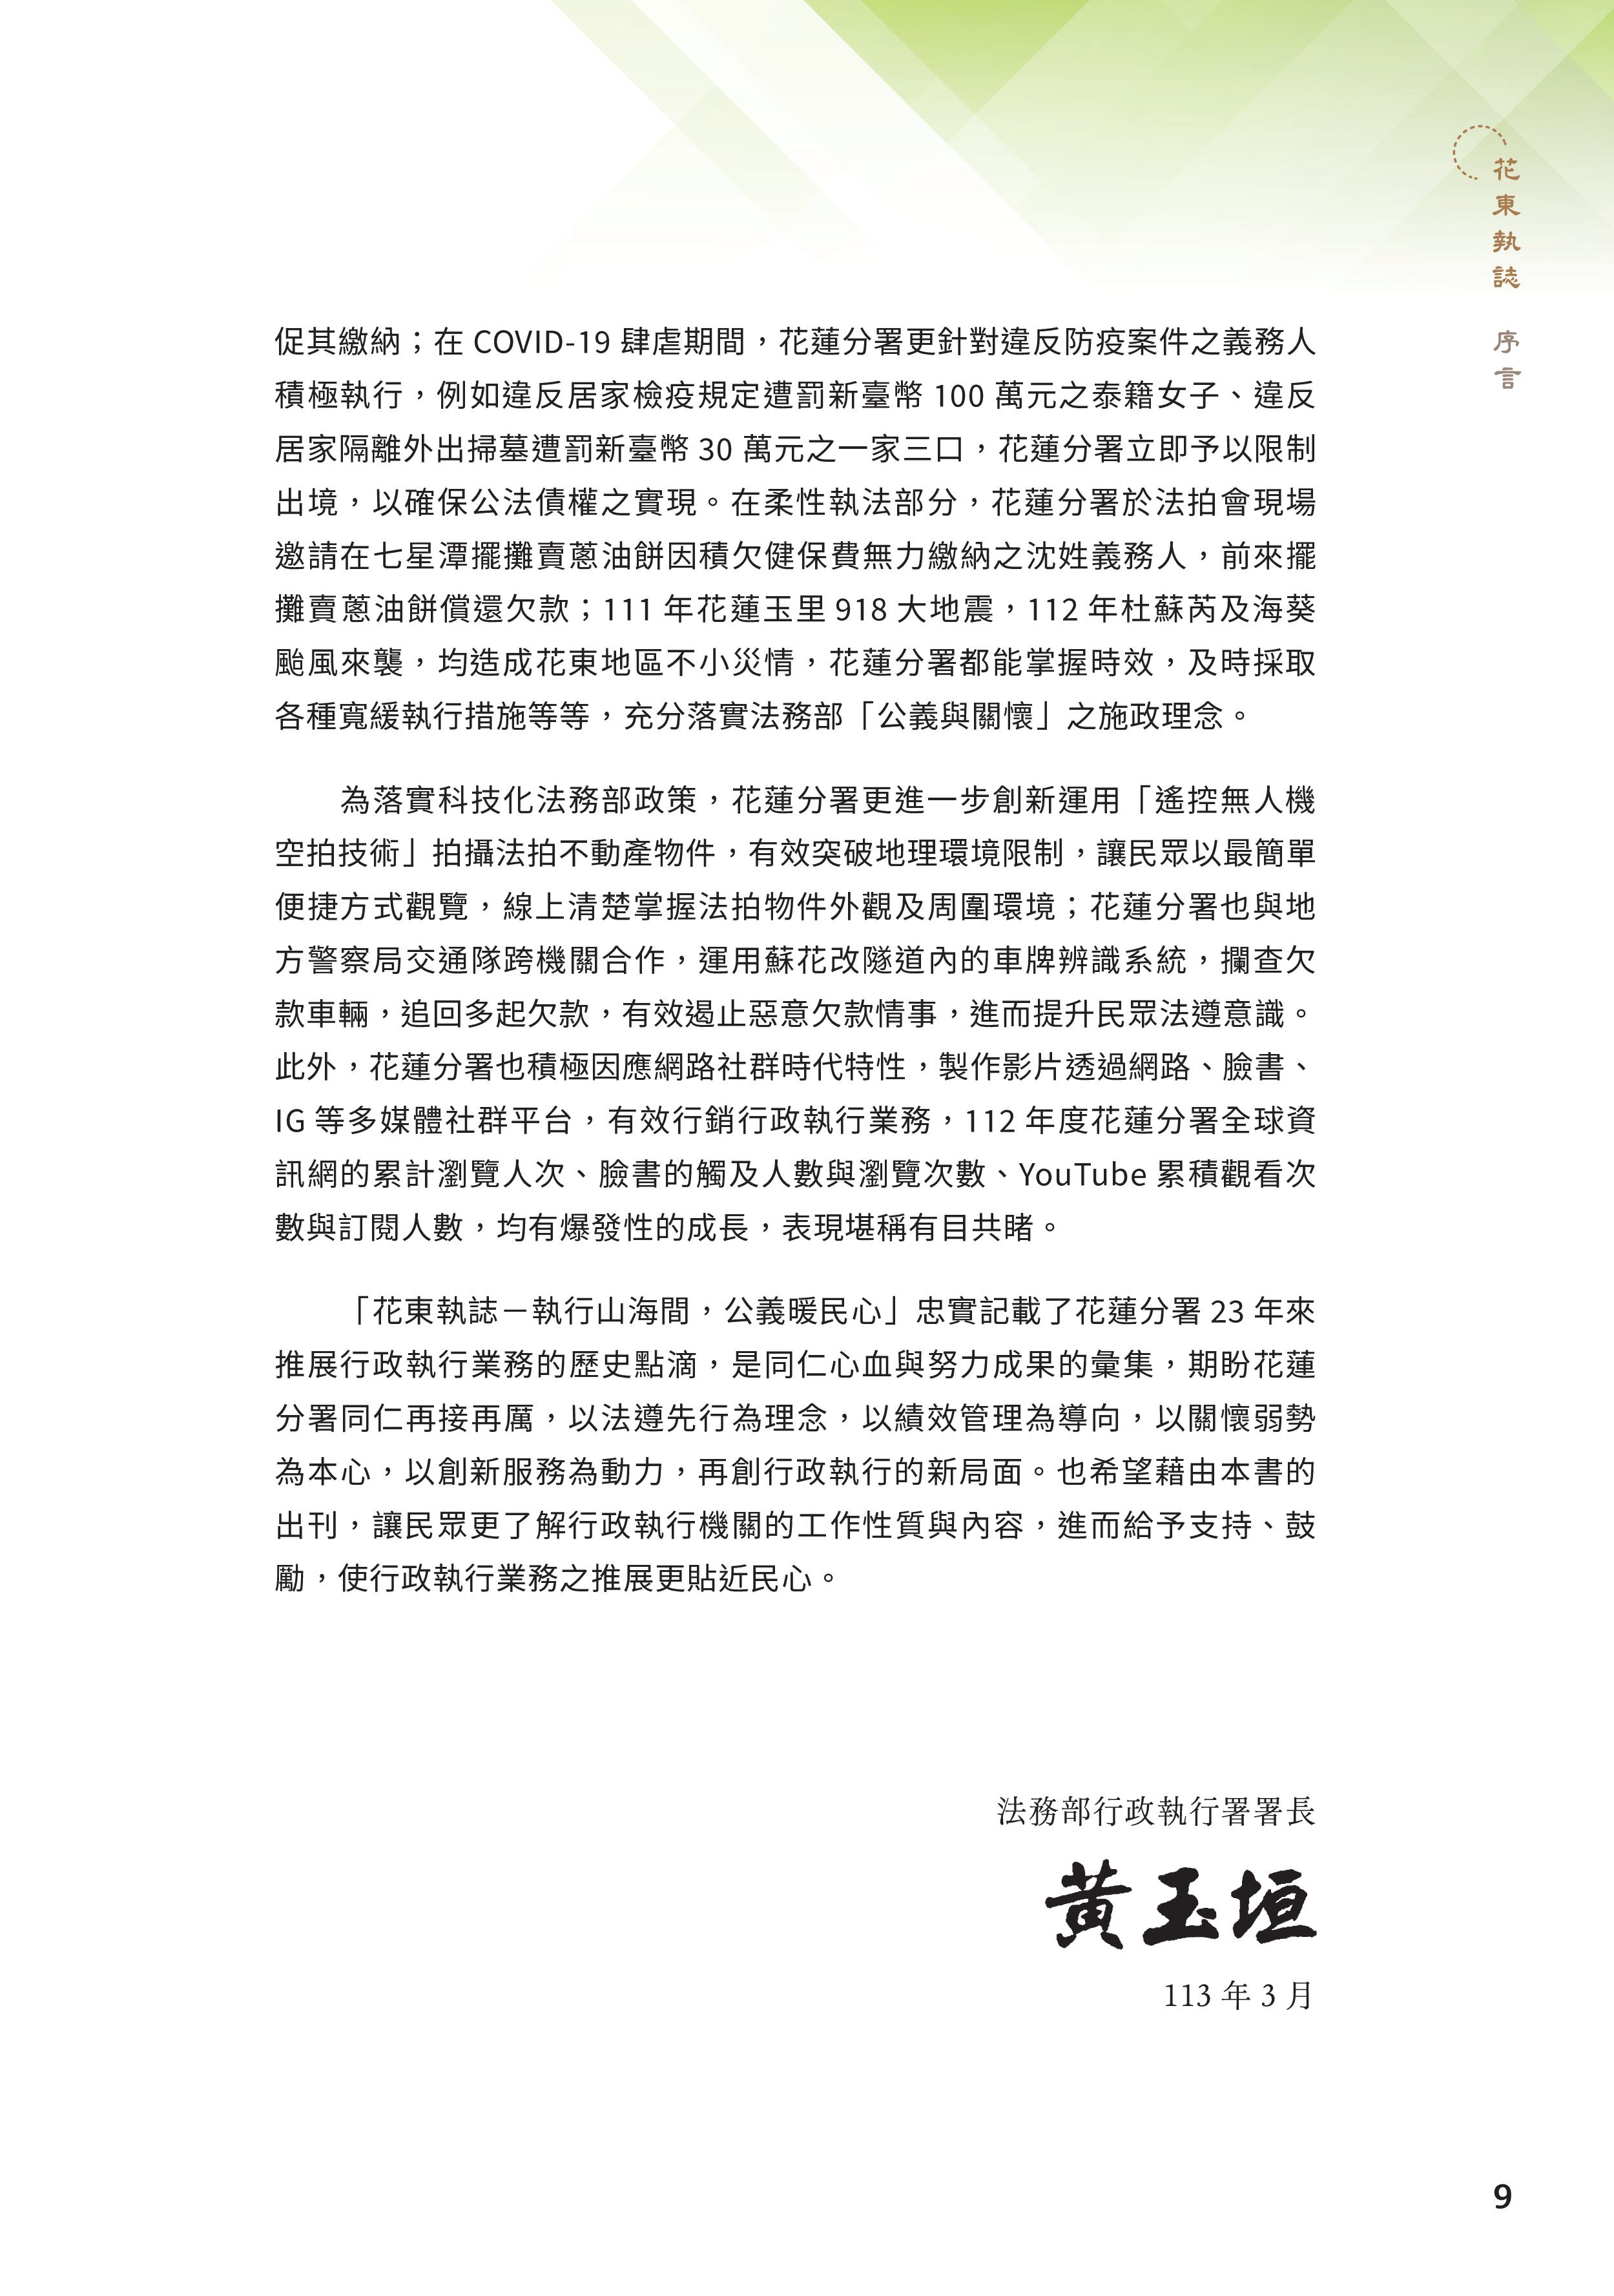 花東執誌 序言
促其繳納；在 COVID-19 肆虐期間，花蓮分署更針對違反防疫案件之義務人
積極執行，例如違反居家檢疫規定遭罰新臺幣 100 萬元之泰籍女子、違反
居家隔離外出掃墓遭罰新臺幣 30 萬元之一家三口，花蓮分署立即予以限制
出境，以確保公法債權之實現。在柔性執法部分，花蓮分署於法拍會現場
邀請在七星潭擺攤賣蔥油餅因積欠健保費無力繳納之沈姓義務人，前來擺
攤賣蔥油餅償還欠款；111 年花蓮玉里 918 大地震，112 年杜蘇芮及海葵
颱風來襲，均造成花東地區不小災情，花蓮分署都能掌握時效，及時採取
各種寬緩執行措施等等，充分落實法務部「公義與關懷」之施政理念。
為落實科技化法務部政策，花蓮分署更進一步創新運用「遙控無人機
空拍技術」拍攝法拍不動產物件，有效突破地理環境限制，讓民眾以最簡單
便捷方式觀覽，線上清楚掌握法拍物件外觀及周圍環境；花蓮分署也與地
方警察局交通隊跨機關合作，運用蘇花改隧道內的車牌辨識系統，攔查欠
款車輛，追回多起欠款，有效遏止惡意欠款情事，進而提升民眾法遵意識。
此外，花蓮分署也積極因應網路社群時代特性，製作影片透過網路、臉書、
IG 等多媒體社群平台，有效行銷行政執行業務，112 年度花蓮分署全球資
訊網的累計瀏覽人次、臉書的觸及人數與瀏覽次數、YouTube 累積觀看次
數與訂閱人數，均有爆發性的成長，表現堪稱有目共睹。
「花東執誌－執行山海間，公義暖民心」忠實記載了花蓮分署 23 年來
推展行政執行業務的歷史點滴，是同仁心血與努力成果的彙集，期盼花蓮
分署同仁再接再厲，以法遵先行為理念，以績效管理為導向，以關懷弱勢
為本心，以創新服務為動力，再創行政執行的新局面。也希望藉由本書的
出刊，讓民眾更了解行政執行機關的工作性質與內容，進而給予支持、鼓
勵，使行政執行業務之推展更貼近民心。
法務部行政執行署署長
黃玉垣
113 年 3 月
9